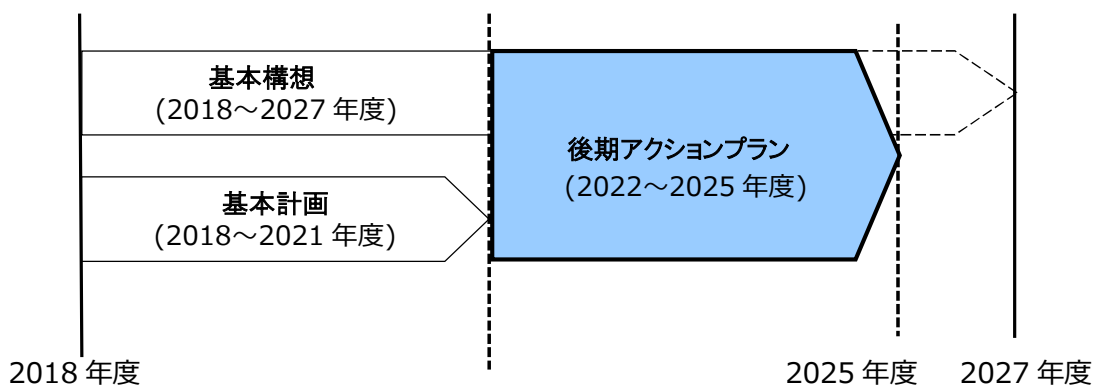 基本構想
(2018～2027 年度)
後期アクションプラン
(2022～2025 年度)
基本計画
(2018～2021 年度)
2018 年度
2025 年度
2027 年度